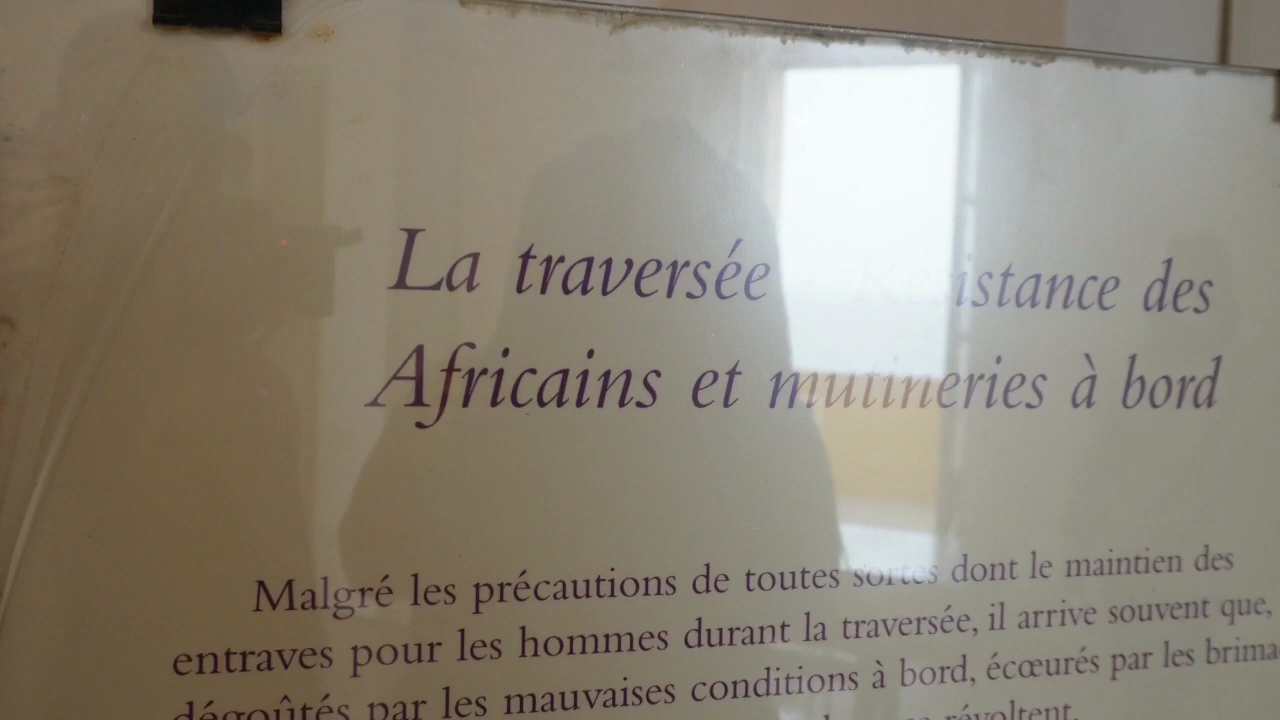 La traversée Résistance des
Africains et mutineries à bord
Malgré les précautions de toutes sortes dont le maintien des
entraves pour les hommes durant la traversée, il arrive souvent que,
dégoûtés par les mauvaises conditions à bord, écœurés par les brima
révoltent.